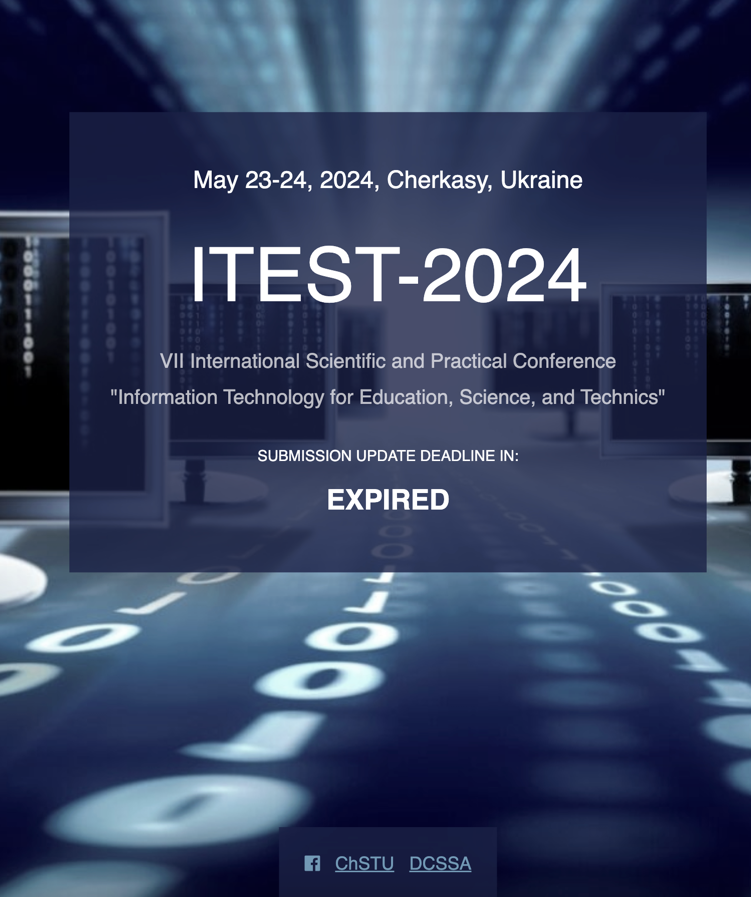 May 23-24, 2024, Cherkasy, Ukraine
ITEST-2024
VII International Scientific and Practical Conference
"Information Technology for Education, Science, and Technics"
SUBMISSION UPDATE DEADLINE IN:
EXPIRED
ChSTU DCSSA